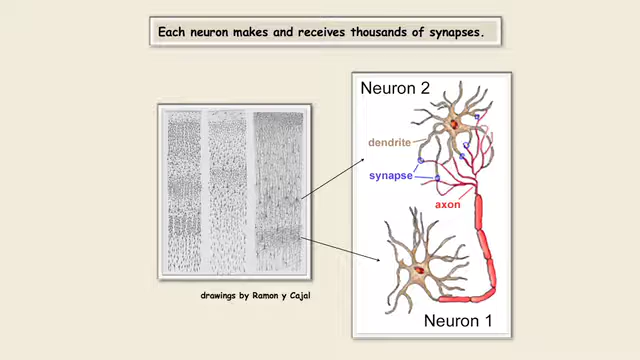 Each neuron makes and receives thousands of synapses.
Neuron 2
dendrite
synapse
axon
drawings by Ramon y Cajal
Neuron 1